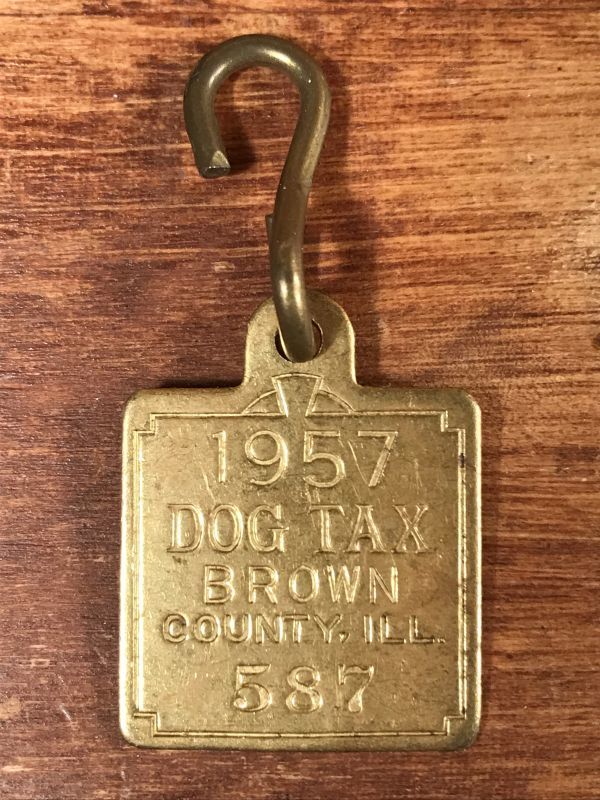 1957
DOG TAX
BROWN
COUNTY, ILL.
587